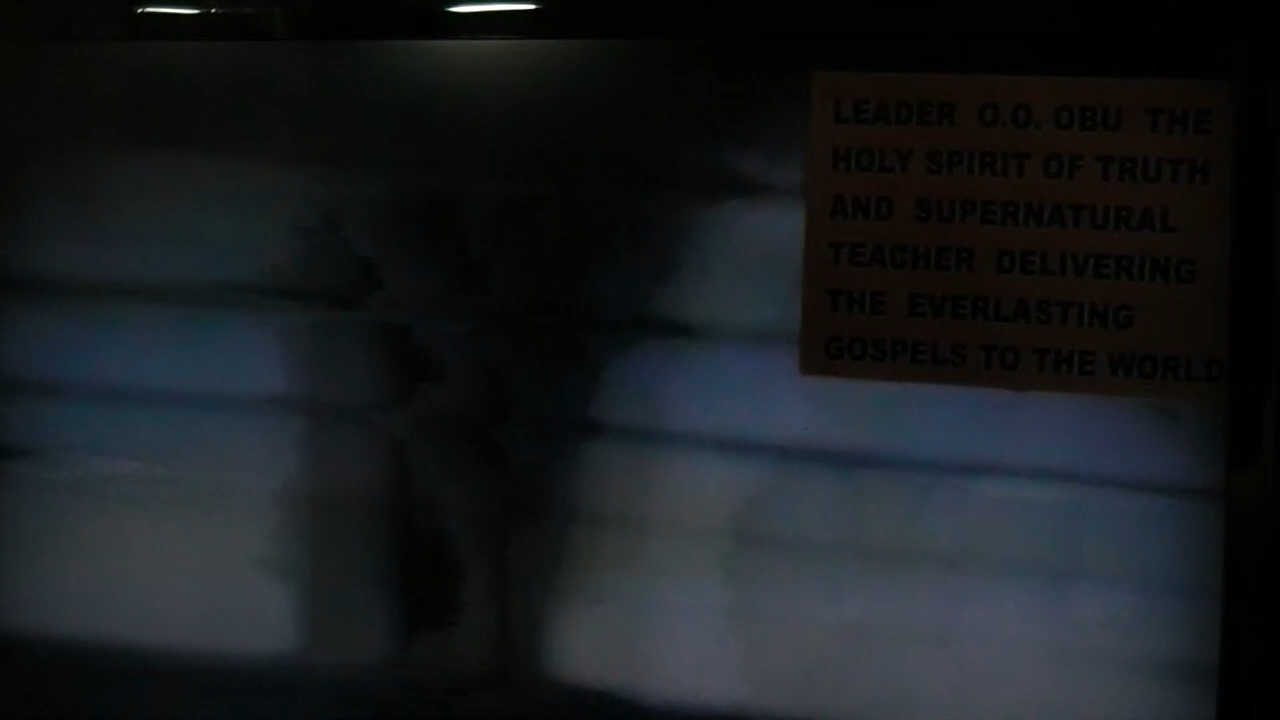 LEADER O.O. OBU THE
HOLY SPIRIT OF TRUTH
AND SUPERNATURAL
TEACHER DELIVERING
THE EVERLASTING
GOSPELS TO THE WORLD